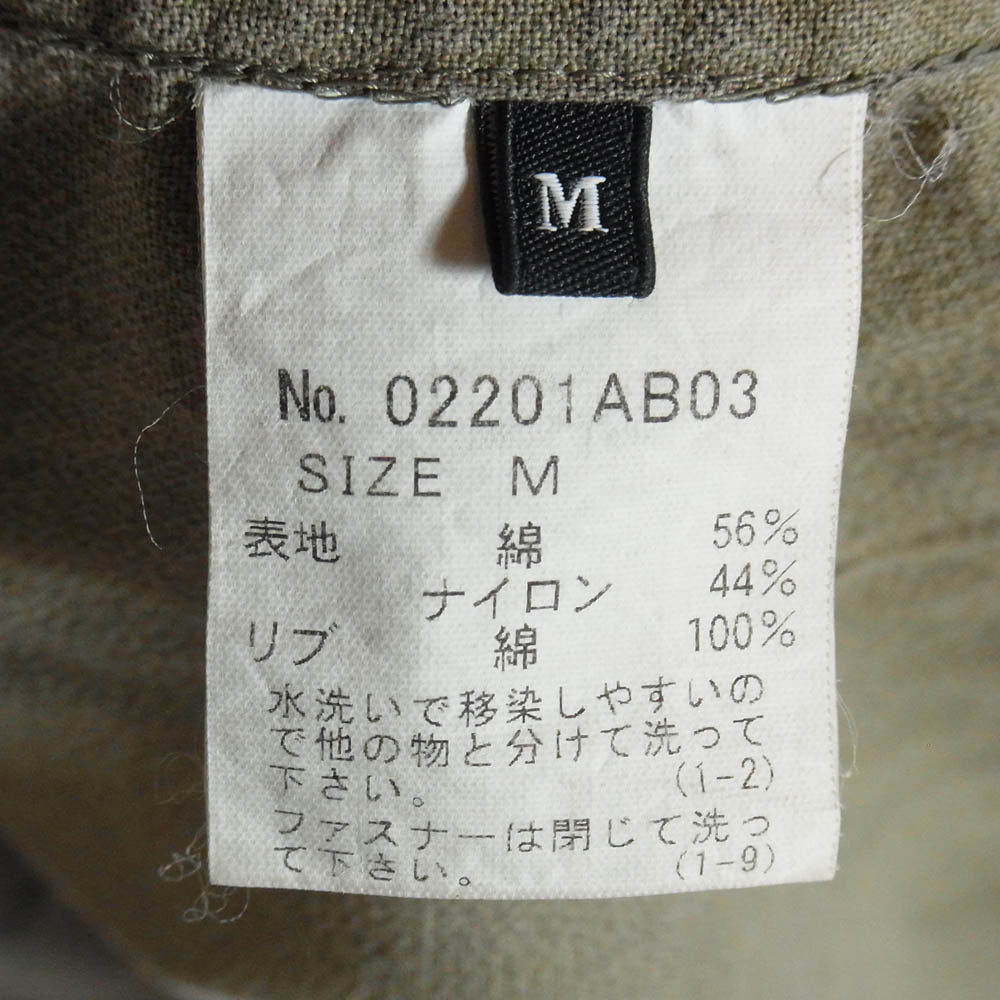 M
No. 02201AB03
SIZE M
表地 綿 56%
ナイロン 44%
リブ 綿 100%
水洗いで移染しやすいの
で他の物と分けて洗って
下さい。 (1-2)
ファスナーは閉じて洗っ
て下さい。 (1-9)